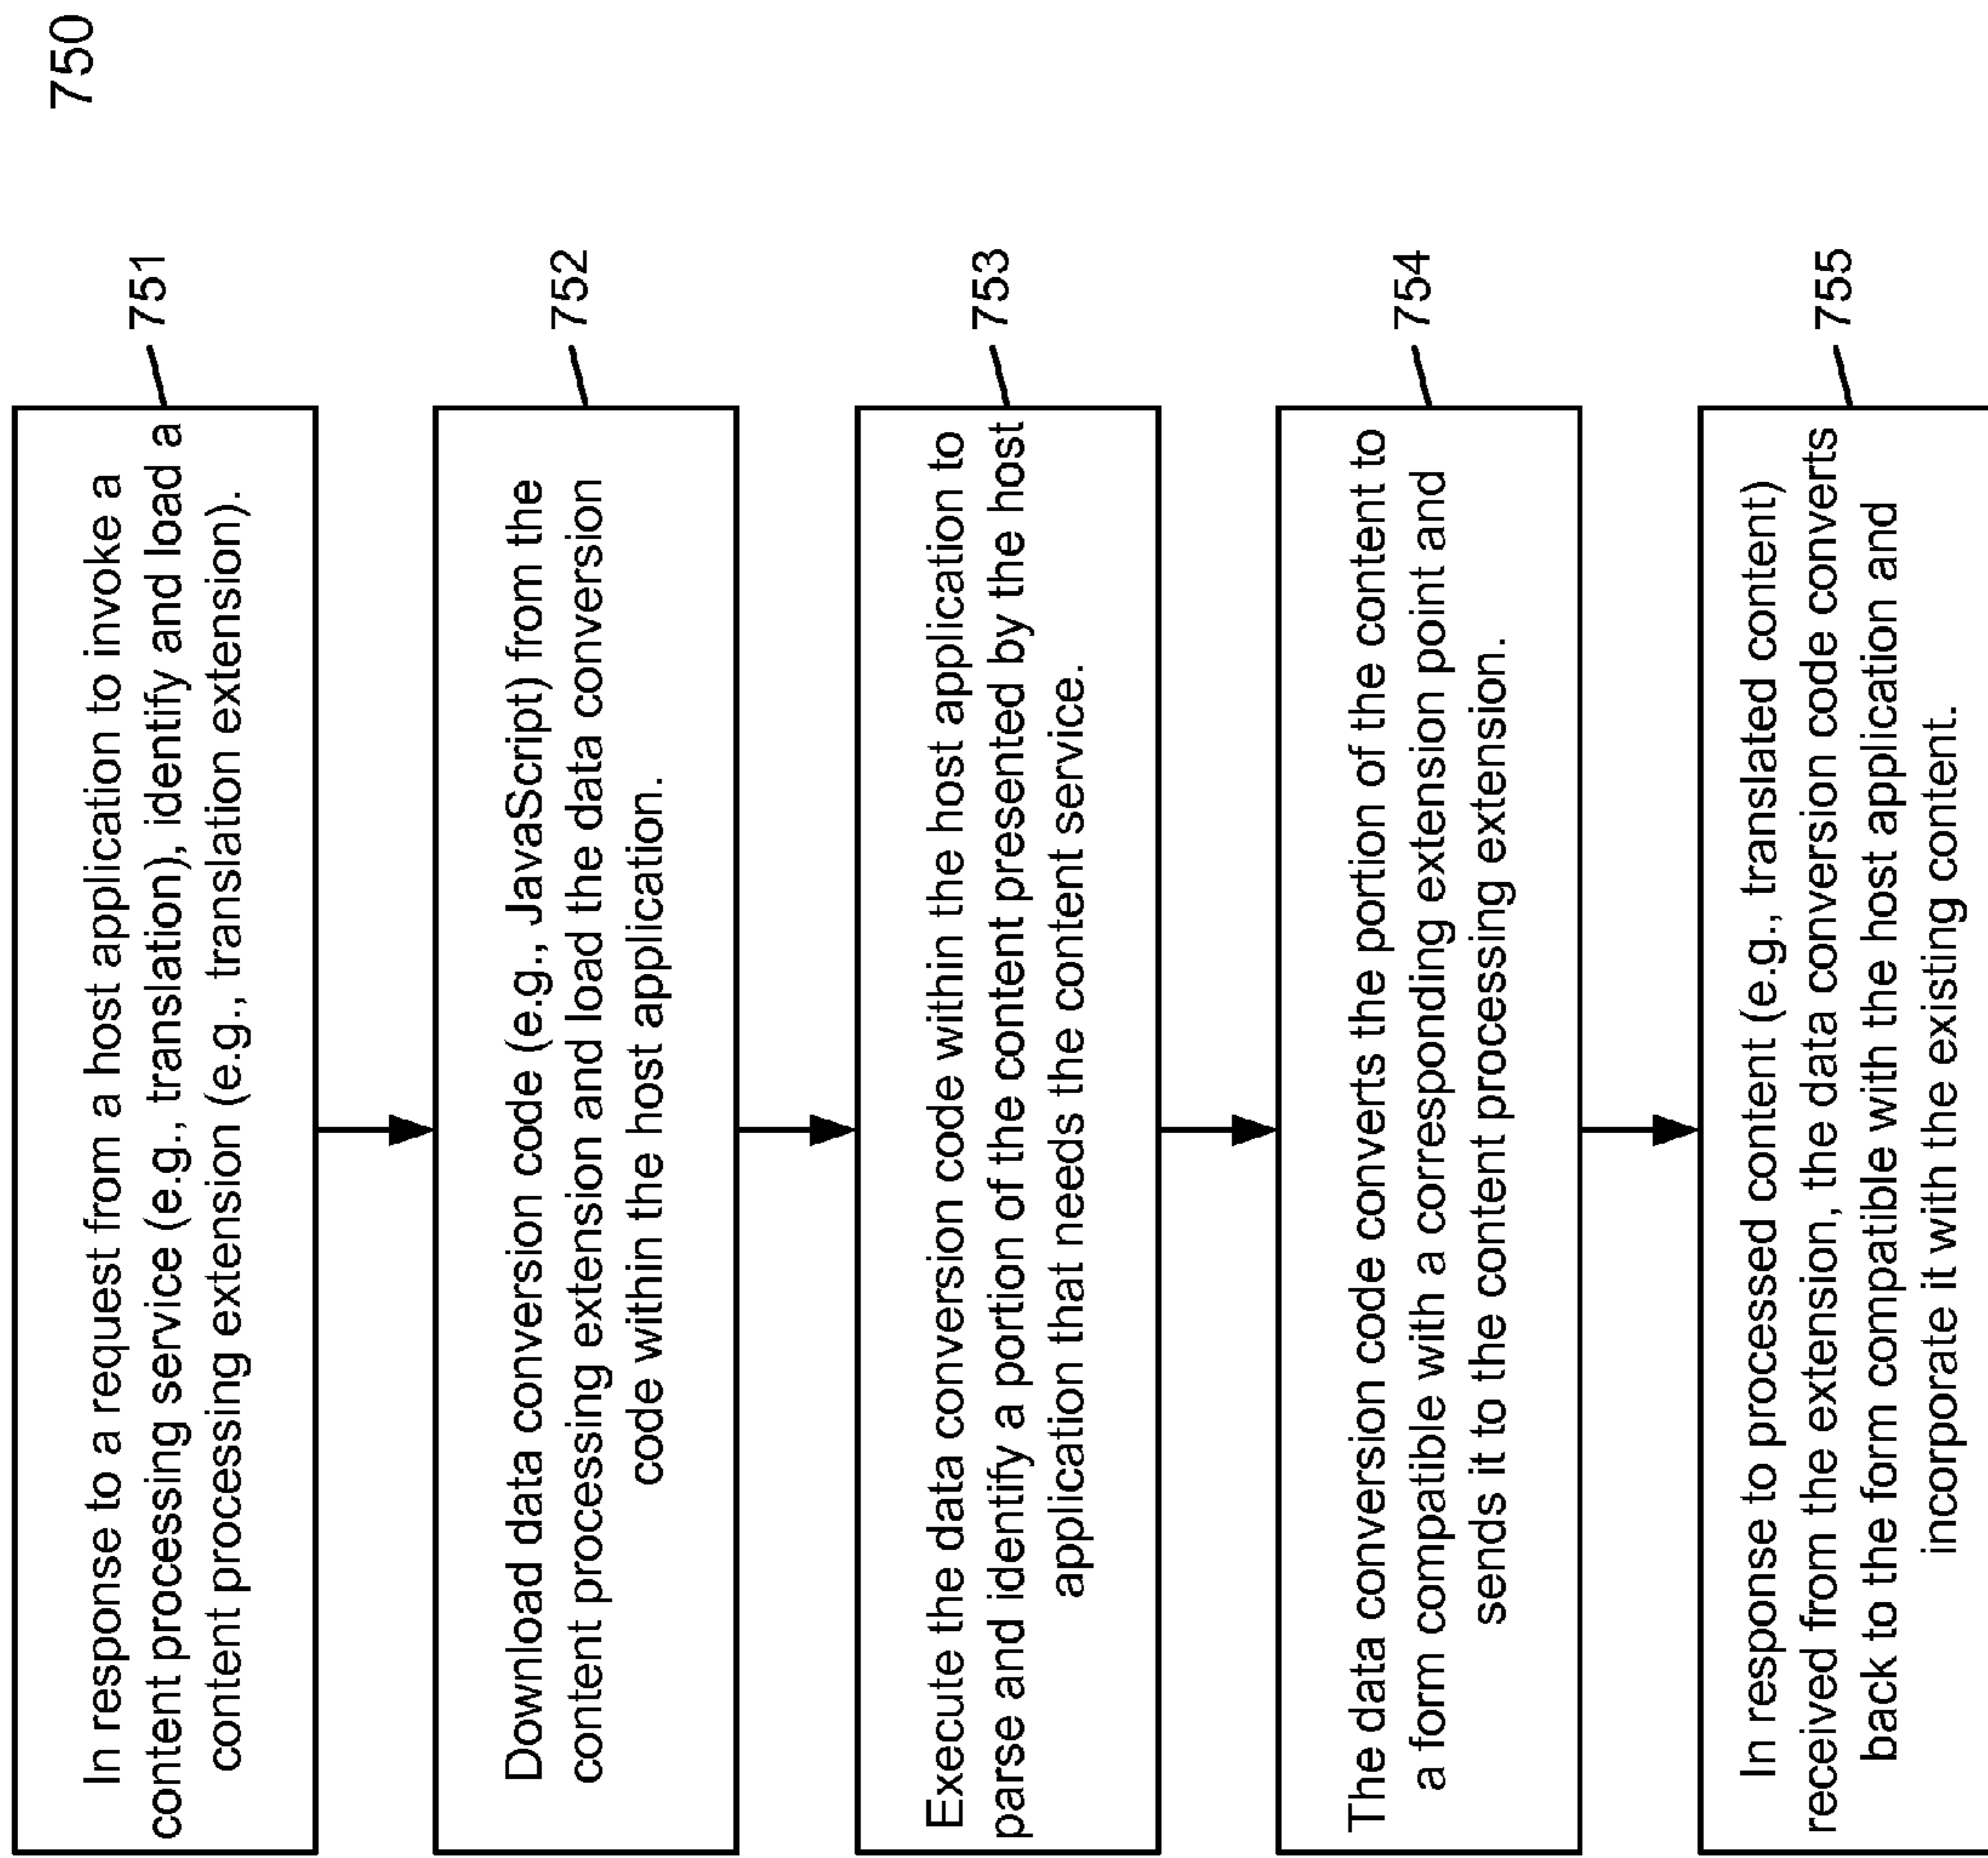 750
In response to a request from a host application to invoke a
content processing service (e.g., translation), identify and load a
content processing extension (e.g., translation extension).
751
Download data conversion code (e.g., JavaScript) from the
content processing extension and load the data conversion
code within the host application.
752
Execute the data conversion code within the host application to
parse and identify a portion of the content presented by the host
application that needs the content service.
753
The data conversion code converts the portion of the content to
a form compatible with a corresponding extension point and
sends it to the content processing extension.
754
In response to processed content (e.g., translated content)
received from the extension, the data conversion code converts
back to the form compatible with the host application and
incorporate it with the existing content.
755